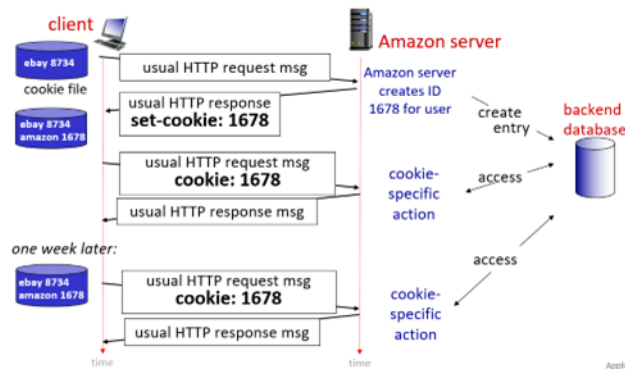 client
Amazon server
ebay 8734
usual HTTP request msg
cookie file
Amazon server
creates ID
1678 for user
usual HTTP response
set-cookie: 1678
ebay 8734
amazon 1678
create
entry
backend
database
usual HTTP request msg
cookie: 1678
cookie-
specific
action
access
usual HTTP response msg
one week later:
access
ebay 8734
amazon 1678
usual HTTP request msg
cookie: 1678
cookie-
specific
action
usual HTTP response msg
time
time